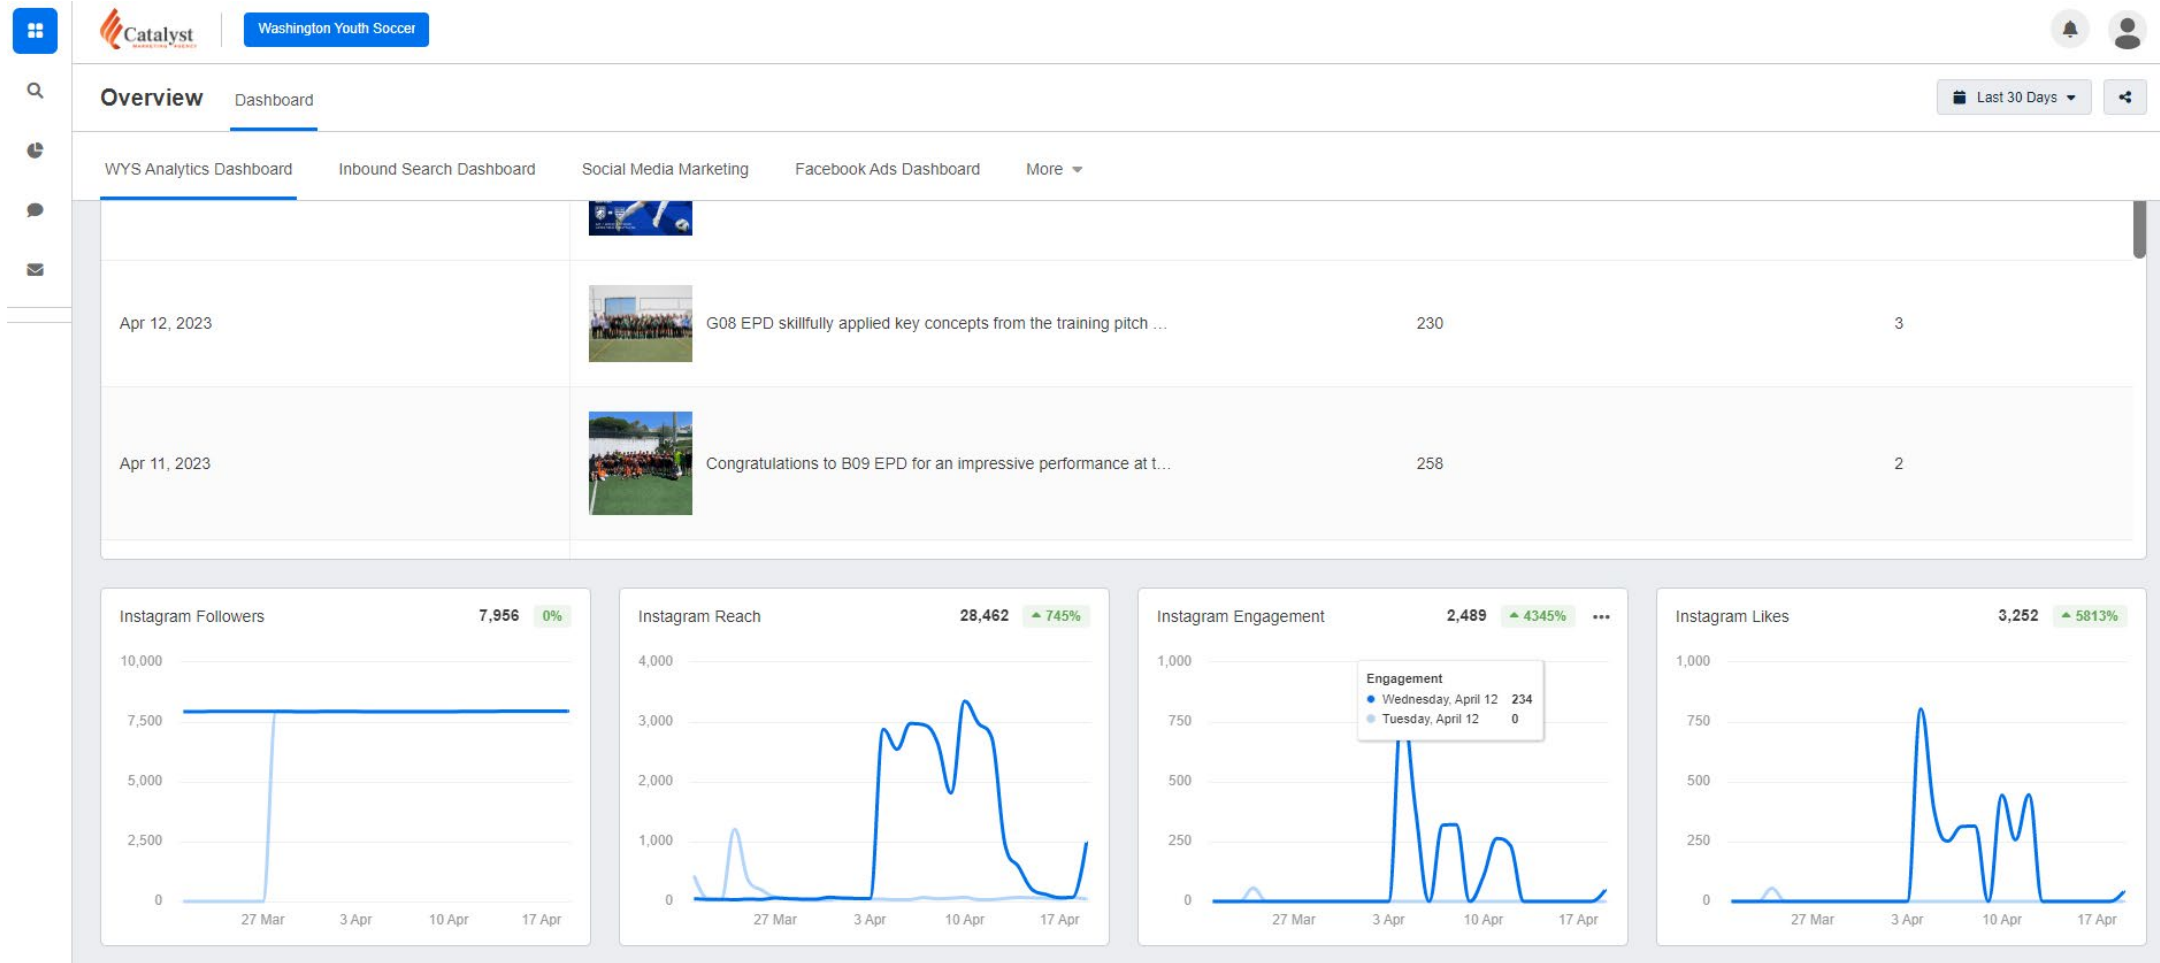 Catalyst
MARKETING AGENCY
Washington Youth Soccer
Overview
Dashboard
Last 30 Days
WYS Analytics Dashboard
Inbound Search Dashboard
Social Media Marketing
Facebook Ads Dashboard
More
Apr 12, 2023
G08 EPD skillfully applied key concepts from the training pitch ...
230
3
Apr 11, 2023
Congratulations to B09 EPD for an impressive performance at t...
258
2
Instagram Followers 7,956 0%
10,000
7,500
5,000
2,500
0
27 Mar 3 Apr 10 Apr 17 Apr
Instagram Reach 28,462 745%
4,000
3,000
2,000
1,000
0
27 Mar 3 Apr 10 Apr 17 Apr
Instagram Engagement 2,489 4345%
1,000
750
500
250
0
Engagement
Wednesday, April 12 234
Tuesday, April 12 0
27 Mar 3 Apr 10 Apr 17 Apr
Instagram Likes 3,252 5813%
1,000
750
500
250
0
27 Mar 3 Apr 10 Apr 17 Apr